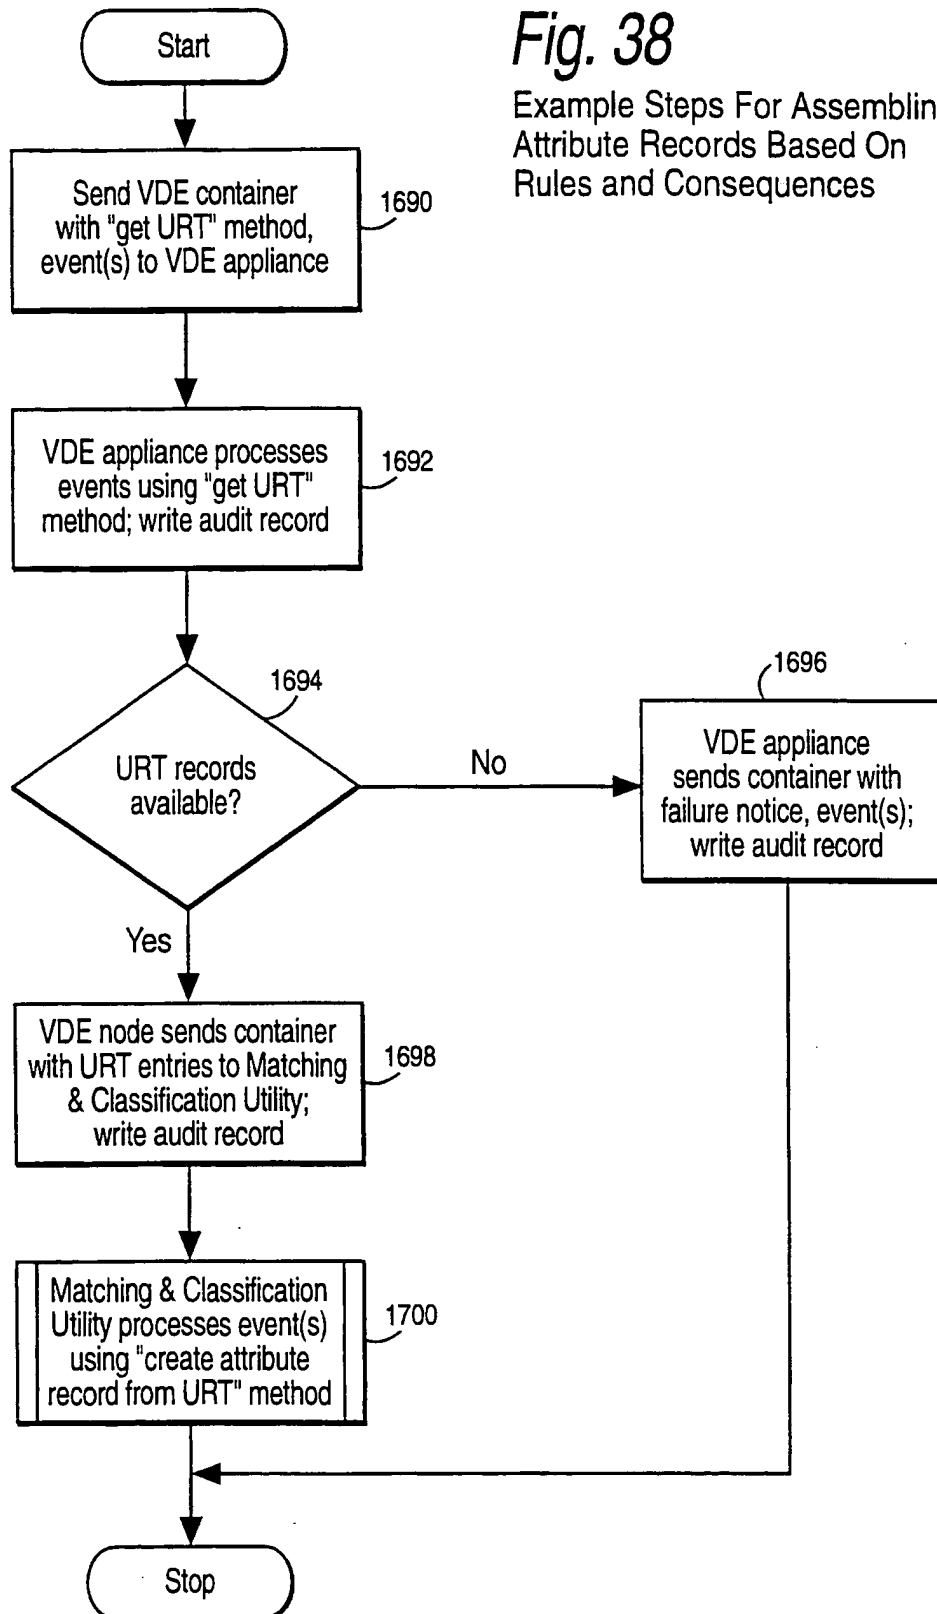 Start
Fig. 38
Example Steps For Assemblin
Attribute Records Based On
Rules and Consequences
Send VDE container
with "get URT" method,
event(s) to VDE appliance
1690
VDE appliance processes
events using "get URT"
method; write audit record
1692
URT records
available?
1694
No
1696
VDE appliance
sends container with
failure notice, event(s);
write audit record
Yes
VDE node sends container
with URT entries to Matching
& Classification Utility;
write audit record
1698
Matching & Classification
Utility processes event(s)
using "create attribute
record from URT" method
1700
Stop